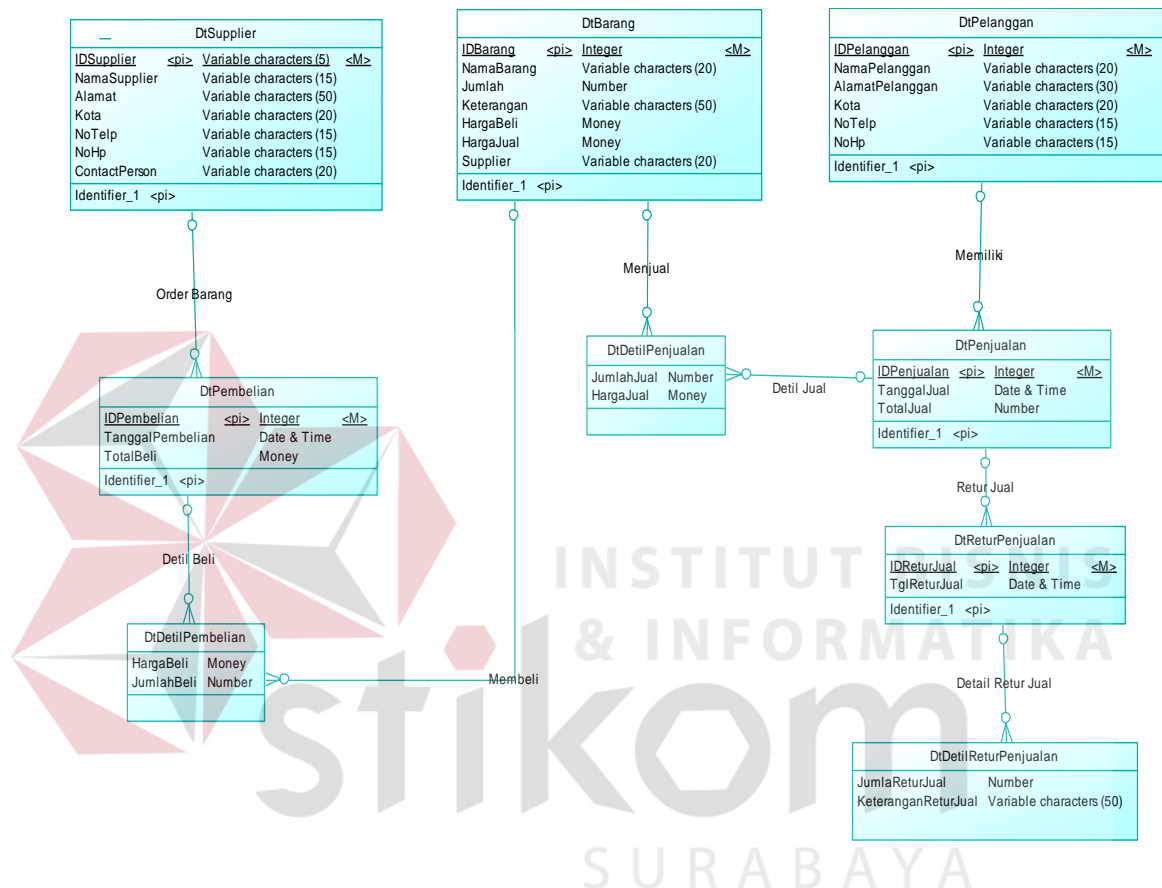 DtSupplier
IDSupplier <pi> Variable characters (5) <M>
NamaSupplier Variable characters (15)
Alamat Variable characters (50)
Kota Variable characters (20)
NoTelp Variable characters (15)
NoHp Variable characters (15)
ContactPerson Variable characters (20)
Identifier_1 <pi>
DtBarang
IDBarang <pi> Integer <M>
NamaBarang Variable characters (20)
Jumlah Number
Keterangan Variable characters (50)
HargaBeli Money
HargaJual Money
Supplier Variable characters (20)
Identifier_1 <pi>
DtPelanggan
IDPelanggan <pi> Integer <M>
NamaPelanggan Variable characters (20)
AlamatPelanggan Variable characters (30)
Kota Variable characters (20)
NoTelp Variable characters (15)
NoHp Variable characters (15)
Identifier_1 <pi>
Order Barang
Menjual
Memiliki
DtPembelian
IDPembelian <pi> Integer <M>
TanggalPembelian Date & Time
TotalBeli Money
Identifier_1 <pi>
DtDetilPenjualan
JumlahJual Number
HargaJual Money
Detil Jual
DtPenjualan
IDPenjualan <pi> Integer <M>
TanggalJual Date & Time
TotalJual Number
Identifier_1 <pi>
Retur Jual
Detil Beli
DtReturPenjualan
IDReturJual <pi> Integer <M>
TglReturJual Date & Time
Identifier_1 <pi>
DtDetilPembelian
HargaBeli Money
JumlahBeli Number
Membeli
Detail Retur Jual
DtDetilReturPenjualan
JumlaReturJual Number
KeteranganReturJual Variable characters (50)
INSTITUT BISNIS
& INFORMATIKA
stikom
SURABAYA